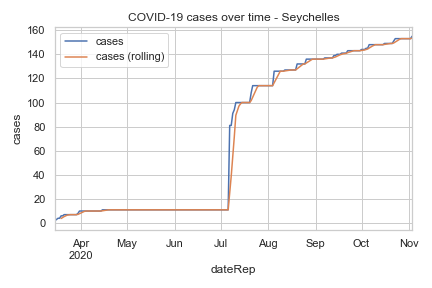 COVID-19 cases over time - Seychelles
cases
cases (rolling)
160
140
120
100
80
60
40
20
0
cases
Apr
2020
May
Jun
Jul
Aug
Sep
Oct
Nov
dateRep